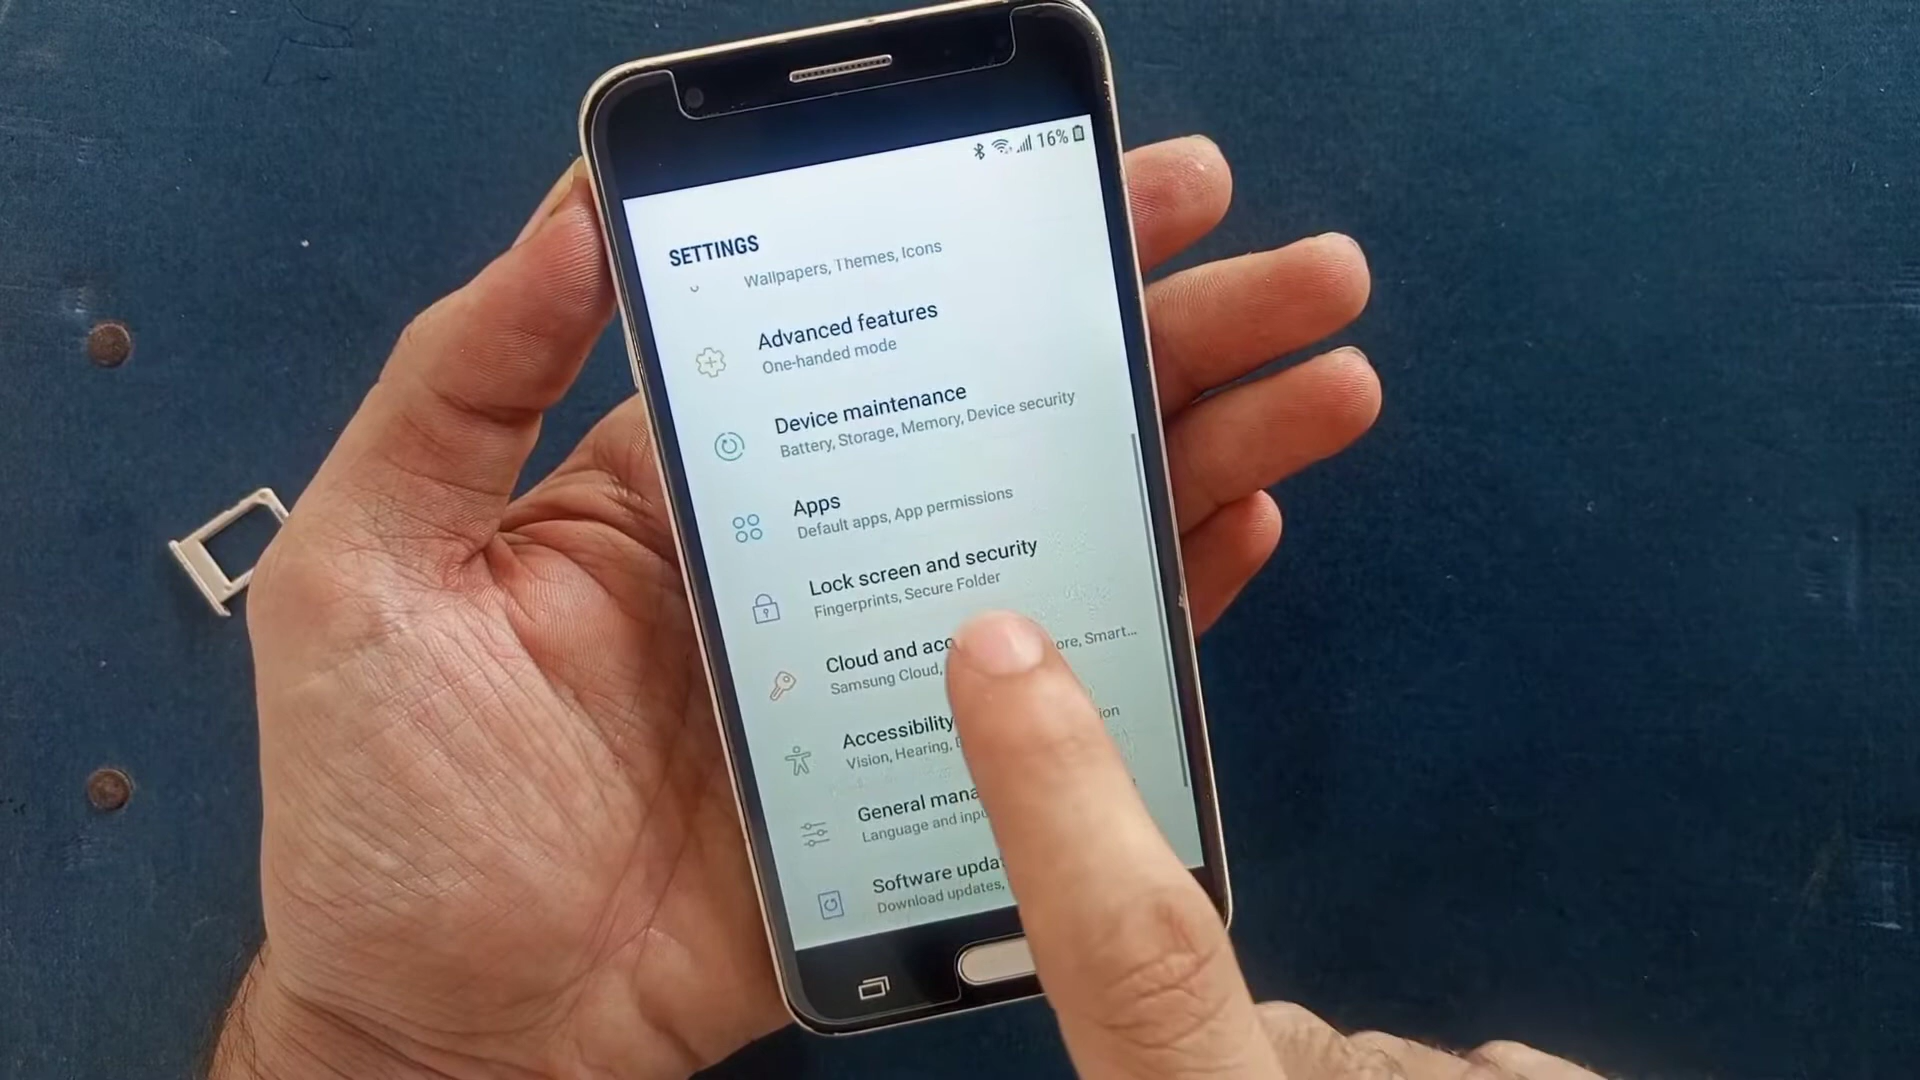 16%
SETTINGS
Wallpapers, Themes, Icons
Advanced features
One-handed mode
Device maintenance
Battery, Storage, Memory, Device security
Apps
Default apps, App permissions
Lock screen and security
Fingerprints, Secure Folder
Cloud and acc
Samsung Cloud, ore, Smart...
Accessibility
Vision, Hearing, ion
General mana
Language and inpu
Software upda
Download updates,